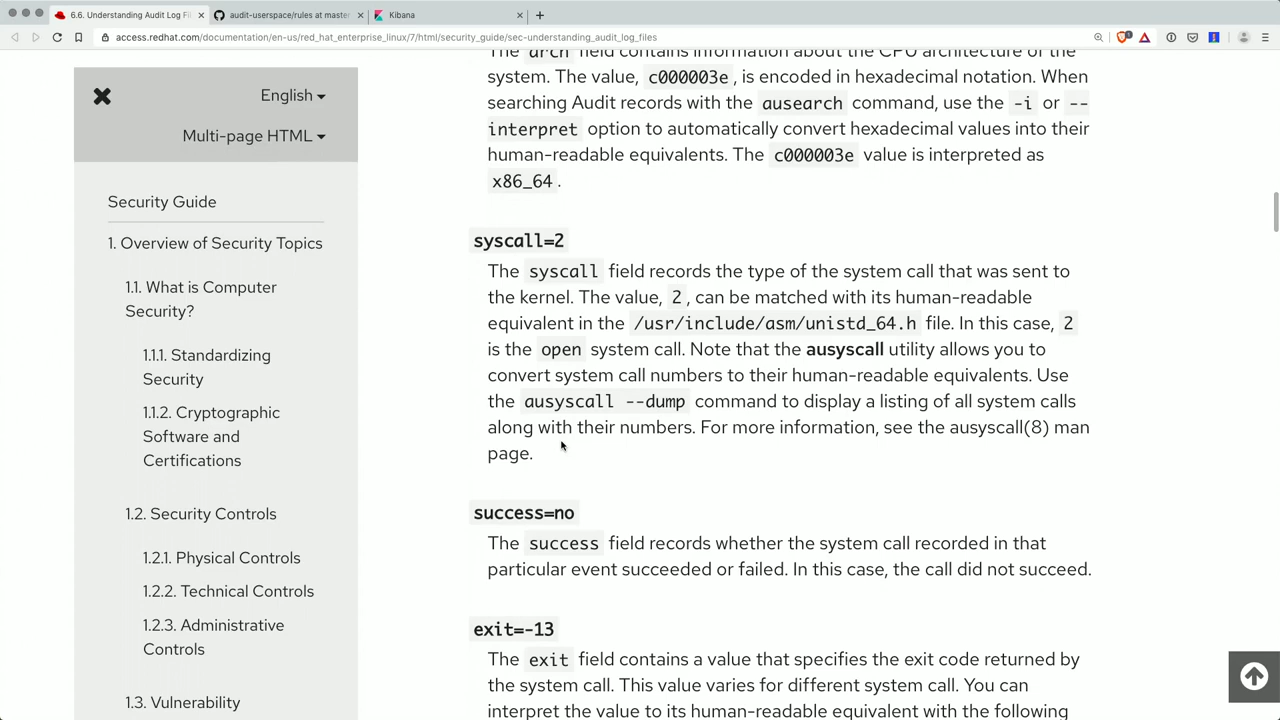 6.6. Understanding Audit Log Fil
audit-userspace/rules at master
Kibana
access.redhat.com/documentation/en-us/red_hat_enterprise_linux/7/html/security_guide/sec-understanding_audit_log_files
English
Multi-page HTML
Security Guide
1. Overview of Security Topics
1.1. What is Computer
Security?
1.1.1. Standardizing
Security
1.1.2. Cryptographic
Software and
Certifications
1.2. Security Controls
1.2.1. Physical Controls
1.2.2. Technical Controls
1.2.3. Administrative
Controls
1.3. Vulnerability
The arch field contains information about the CPU architecture of the
system. The value, c000003e, is encoded in hexadecimal notation. When
searching Audit records with the ausearch command, use the -i or --
interpret option to automatically convert hexadecimal values into their
human-readable equivalents. The c000003e value is interpreted as
x86_64.
syscall=2
The syscall field records the type of the system call that was sent to
the kernel. The value, 2, can be matched with its human-readable
equivalent in the /usr/include/asm/unistd_64.h file. In this case, 2
is the open system call. Note that the ausyscall utility allows you to
convert system call numbers to their human-readable equivalents. Use
the ausyscall --dump command to display a listing of all system calls
along with their numbers. For more information, see the ausyscall(8) man
page.
success=no
The success field records whether the system call recorded in that
particular event succeeded or failed. In this case, the call did not succeed.
exit=-13
The exit field contains a value that specifies the exit code returned by
the system call. This value varies for different system call. You can
interpret the value to its human-readable equivalent with the following